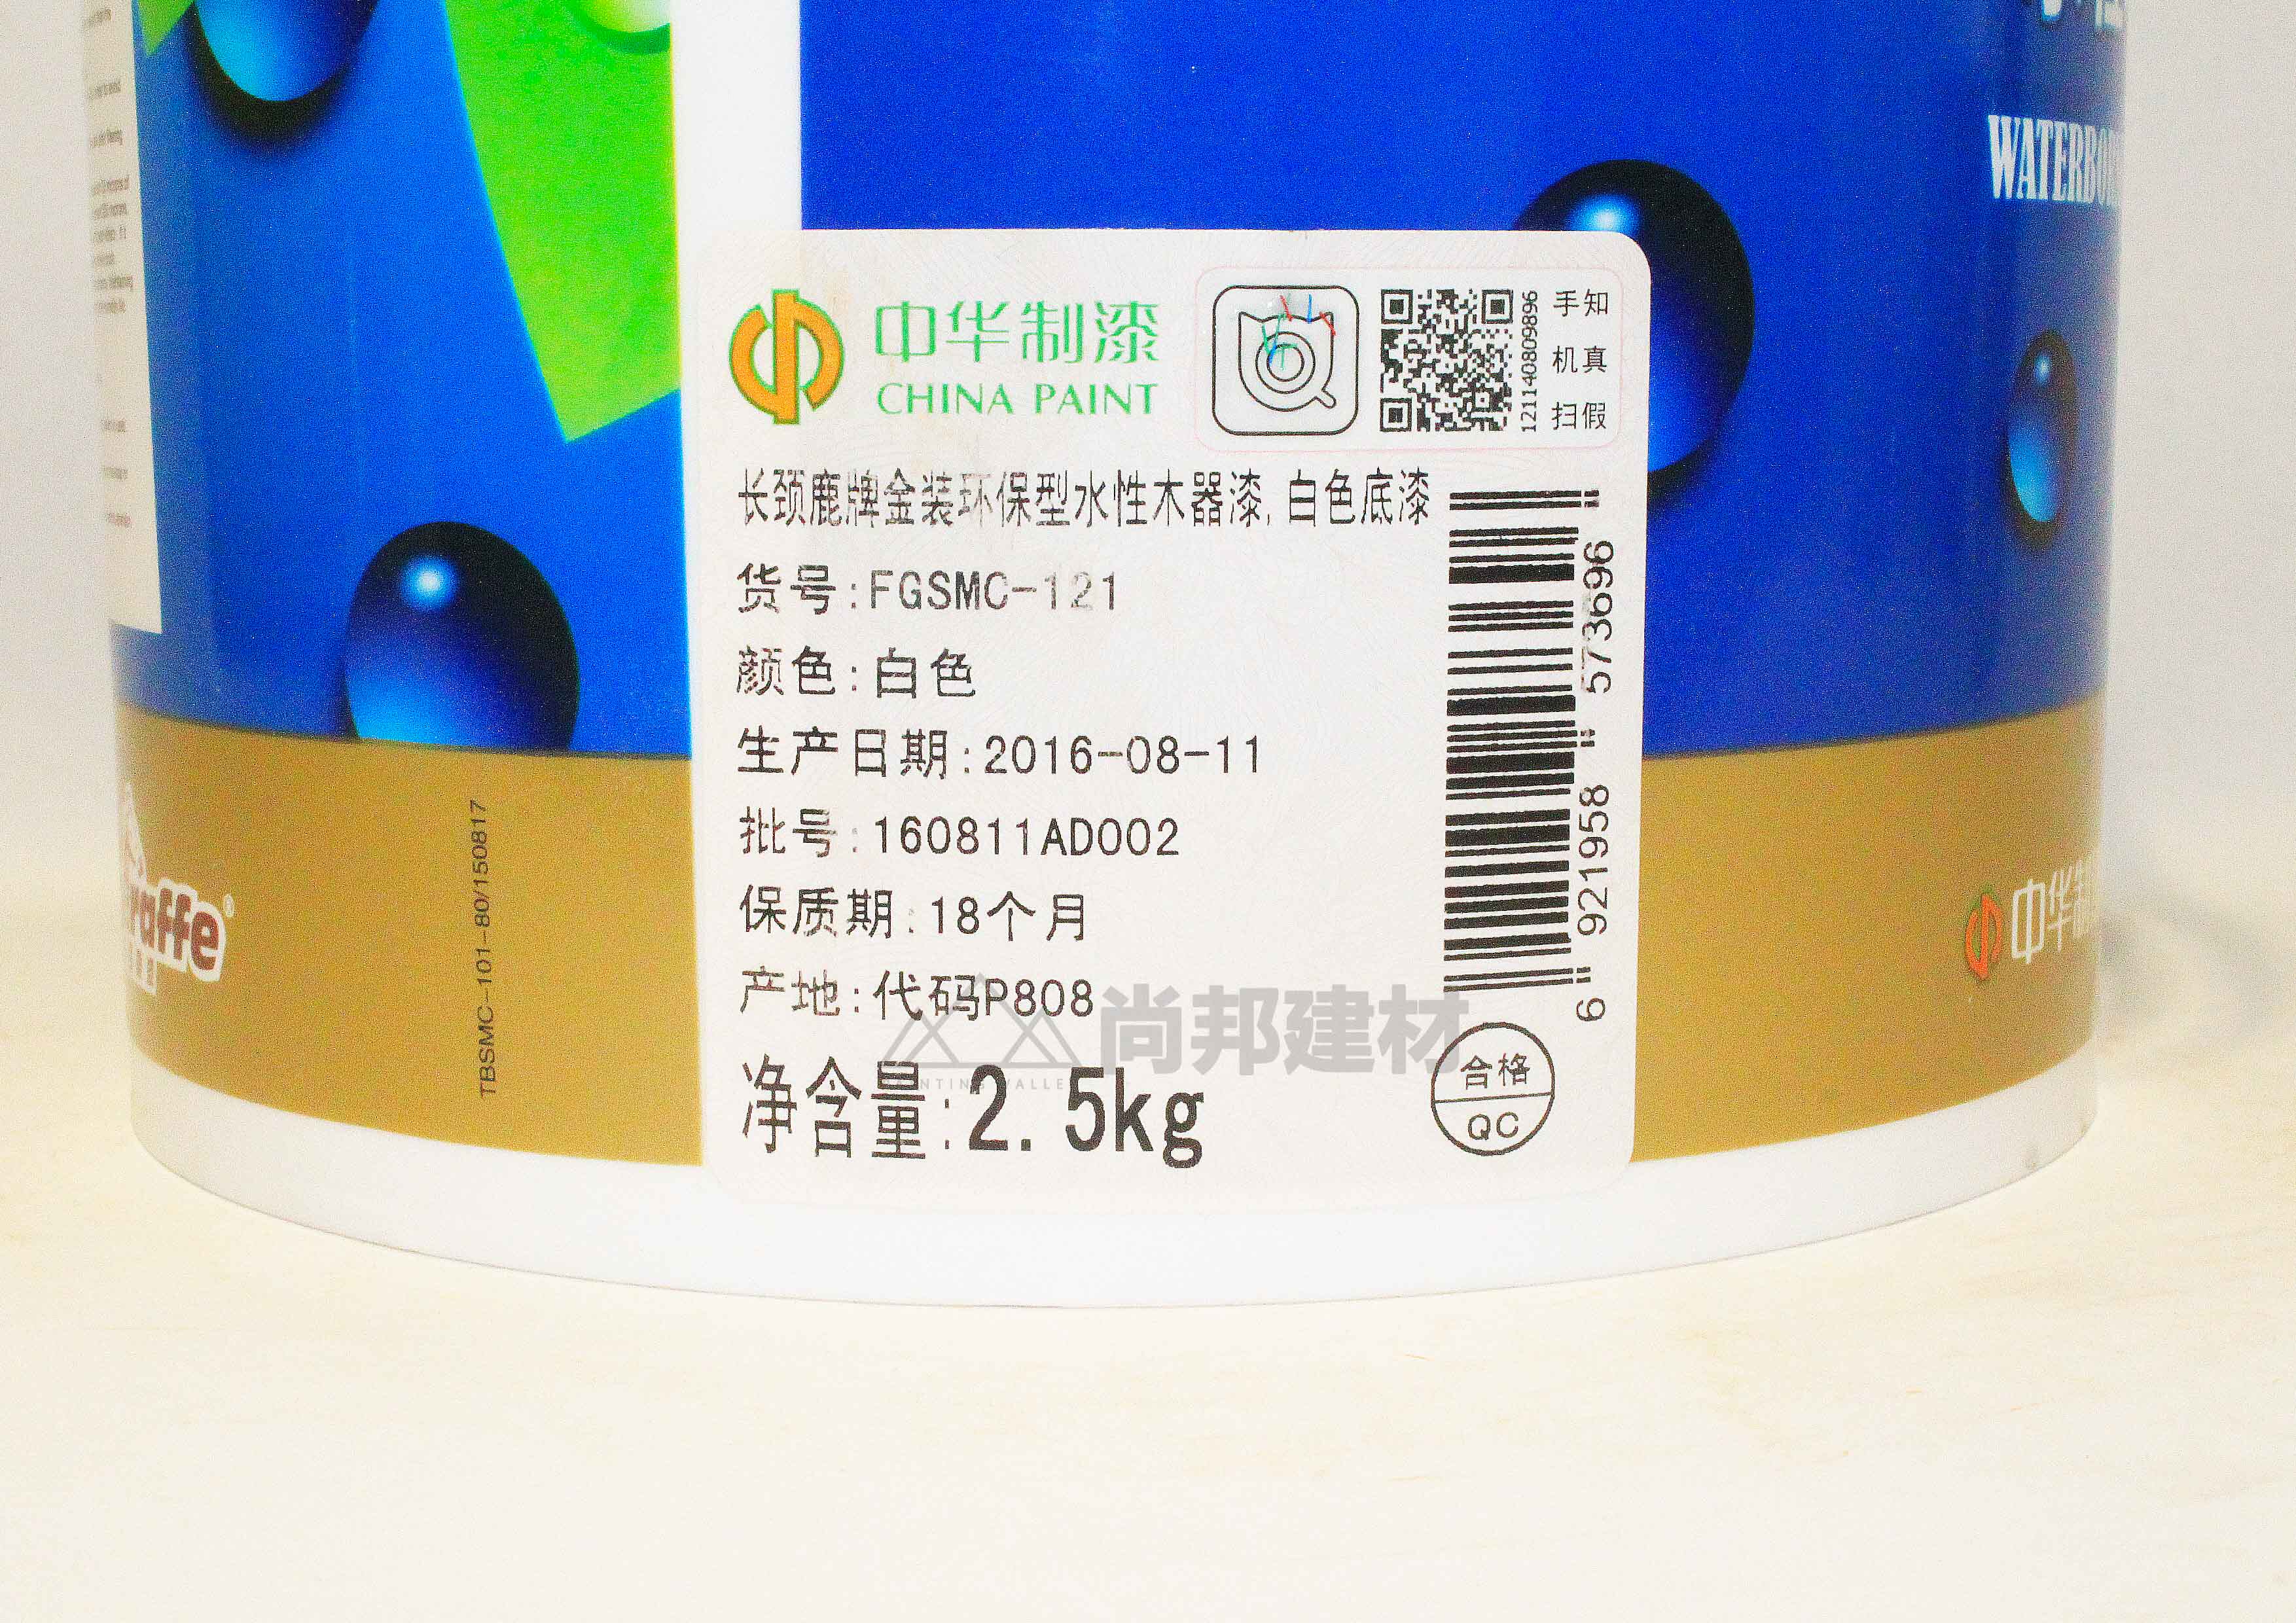 WATERBO
中华制漆
CHINA PAINT
手知
机真
扫假
121140809896
长颈鹿牌金装环保型水性木器漆, 白色底漆
货号:FGSMC-121
颜色:白色
生产日期:2016-08-11
批号:160811AD002
保质期:18个月
产地:代码P808
净含量:2.5kg
6 921958 573696
合格
QC
尚邦建材
TBSMC-101-80/150817
raffe®
中华制